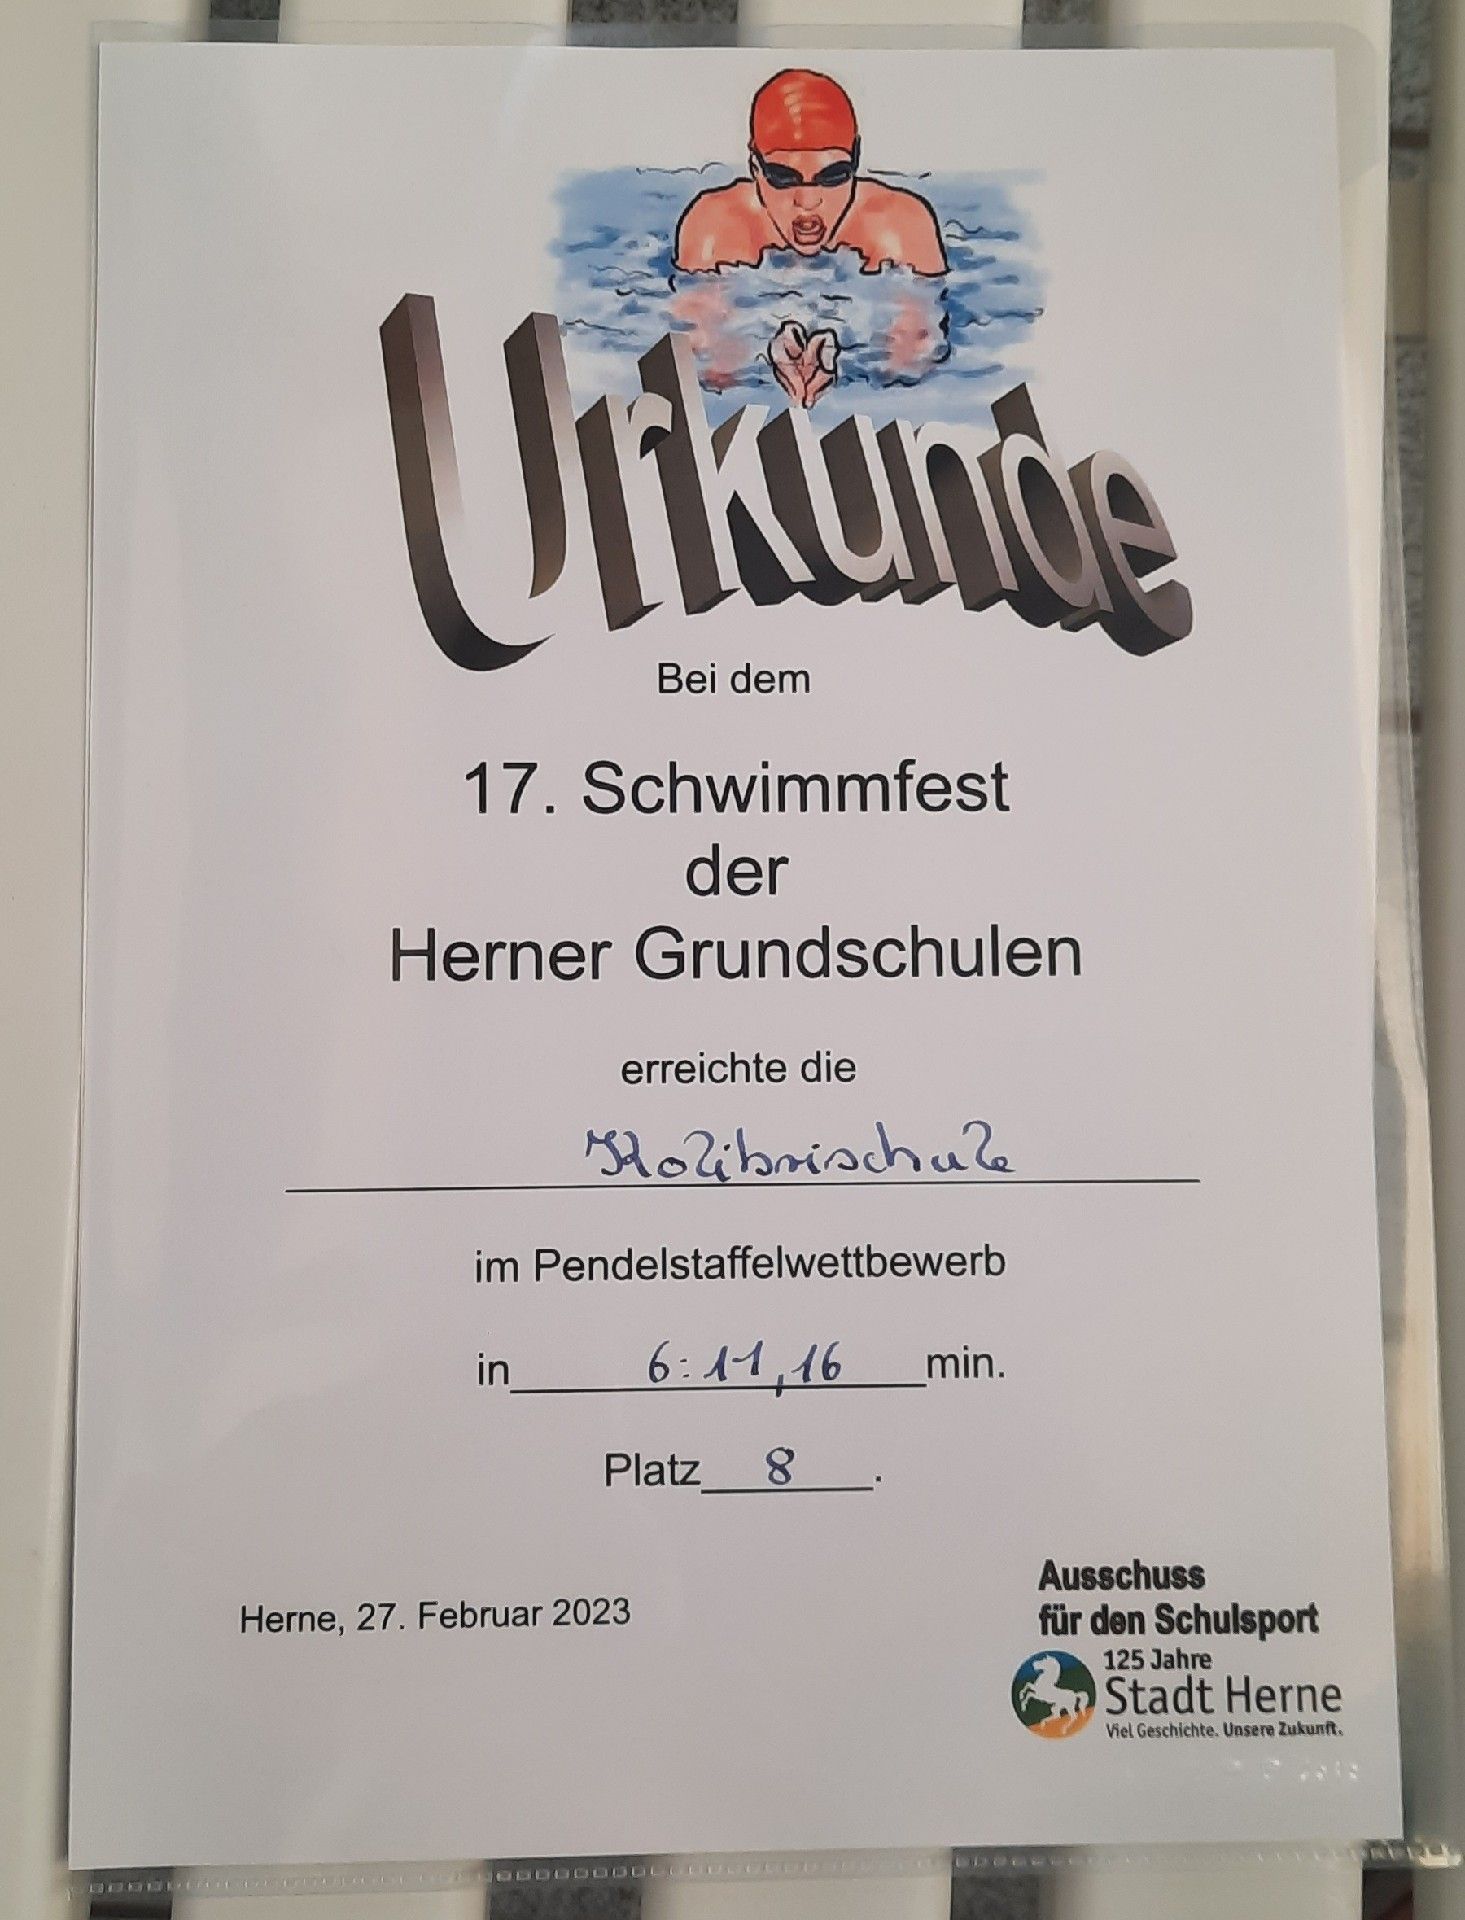 Urkunde
Bei dem
17. Schwimmfest
der
Herner Grundschulen
erreichte die
Kolibrischule
im Pendelstaffelwettbewerb
in 6:11,16 min.
Platz 8.
Herne, 27. Februar 2023
Ausschuss
für den Schulsport
125 Jahre
Stadt Herne
Viel Geschichte. Unsere Zukunft.